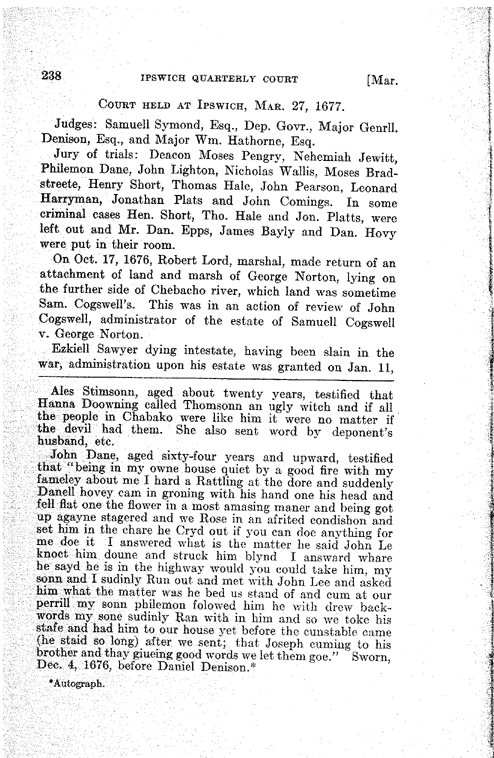 238 IPSWICH QUARTERLY COURT [Mar.
COURT HELD AT IPSWICH, MAR. 27, 1677.
Judges: Samuell Symond, Esq., Dep. Govr., Major Genrll.
Denison, Esq., and Major Wm. Hathorne, Esq.
Jury of trials: Deacon Moses Pengry, Nehemiah Jewitt,
Philemon Dane, John Lighton, Nicholas Wallis, Moses Brad-
streete, Henry Short, Thomas Hale, John Pearson, Leonard
Harryman, Jonathan Plats and John Comings. In some
criminal cases Hen. Short, Tho. Hale and Jon. Platts, were
left out and Mr. Dan. Epps, James Bayly and Dan. Hovy
were put in their room.
On Oct. 17, 1676, Robert Lord, marshal, made return of an
attachment of land and marsh of George Norton, lying on
the further side of Chebacho river, which land was sometime
Sam. Cogswell's. This was in an action of review of John
Cogswell, administrator of the estate of Samuell Cogswell
v. George Norton.
Ezkiell Sawyer dying intestate, having been slain in the
war, administration upon his estate was granted on Jan. 11,
Ales Stimsonn, aged about twenty years, testified that
Hanna Doowning called Thomsonn an ugly witch and if all
the people in Chabako were like him it were no matter if
the devil had them. She also sent word by deponent's
husband, etc.
John Dane, aged sixty-four years and upward, testified
that "being in my owne house quiet by a good fire with my
fameley about me I hard a Rattling at the dore and suddenly
Danell hovey cam in groning with his hand one his head and
fell flat one the flower in a most amasing maner and being got
up agayne stagered and we Rose in an afrited condishon and
set him in the chare he Cryd out if you can doe anything for
me doe it I answered what is the matter he said John Le
knoct him doune and struck him blynd I answard whare
he sayd he is in the highway would you could take him, my
sonn and I sudinly Run out and met with John Lee and asked
him what the matter was he bed us stand of and cum at our
perrill my sonn philemon folowed him he with drew back-
words my sone sudinly Ran with in him and so we toke his
stafe and had him to our house yet before the cunstable came
(he staid so long) after we sent; that Joseph cuming to his
brother and thay giueing good words we let them goe." Sworn,
Dec. 4, 1676, before Daniel Denison.*
*Autograph.